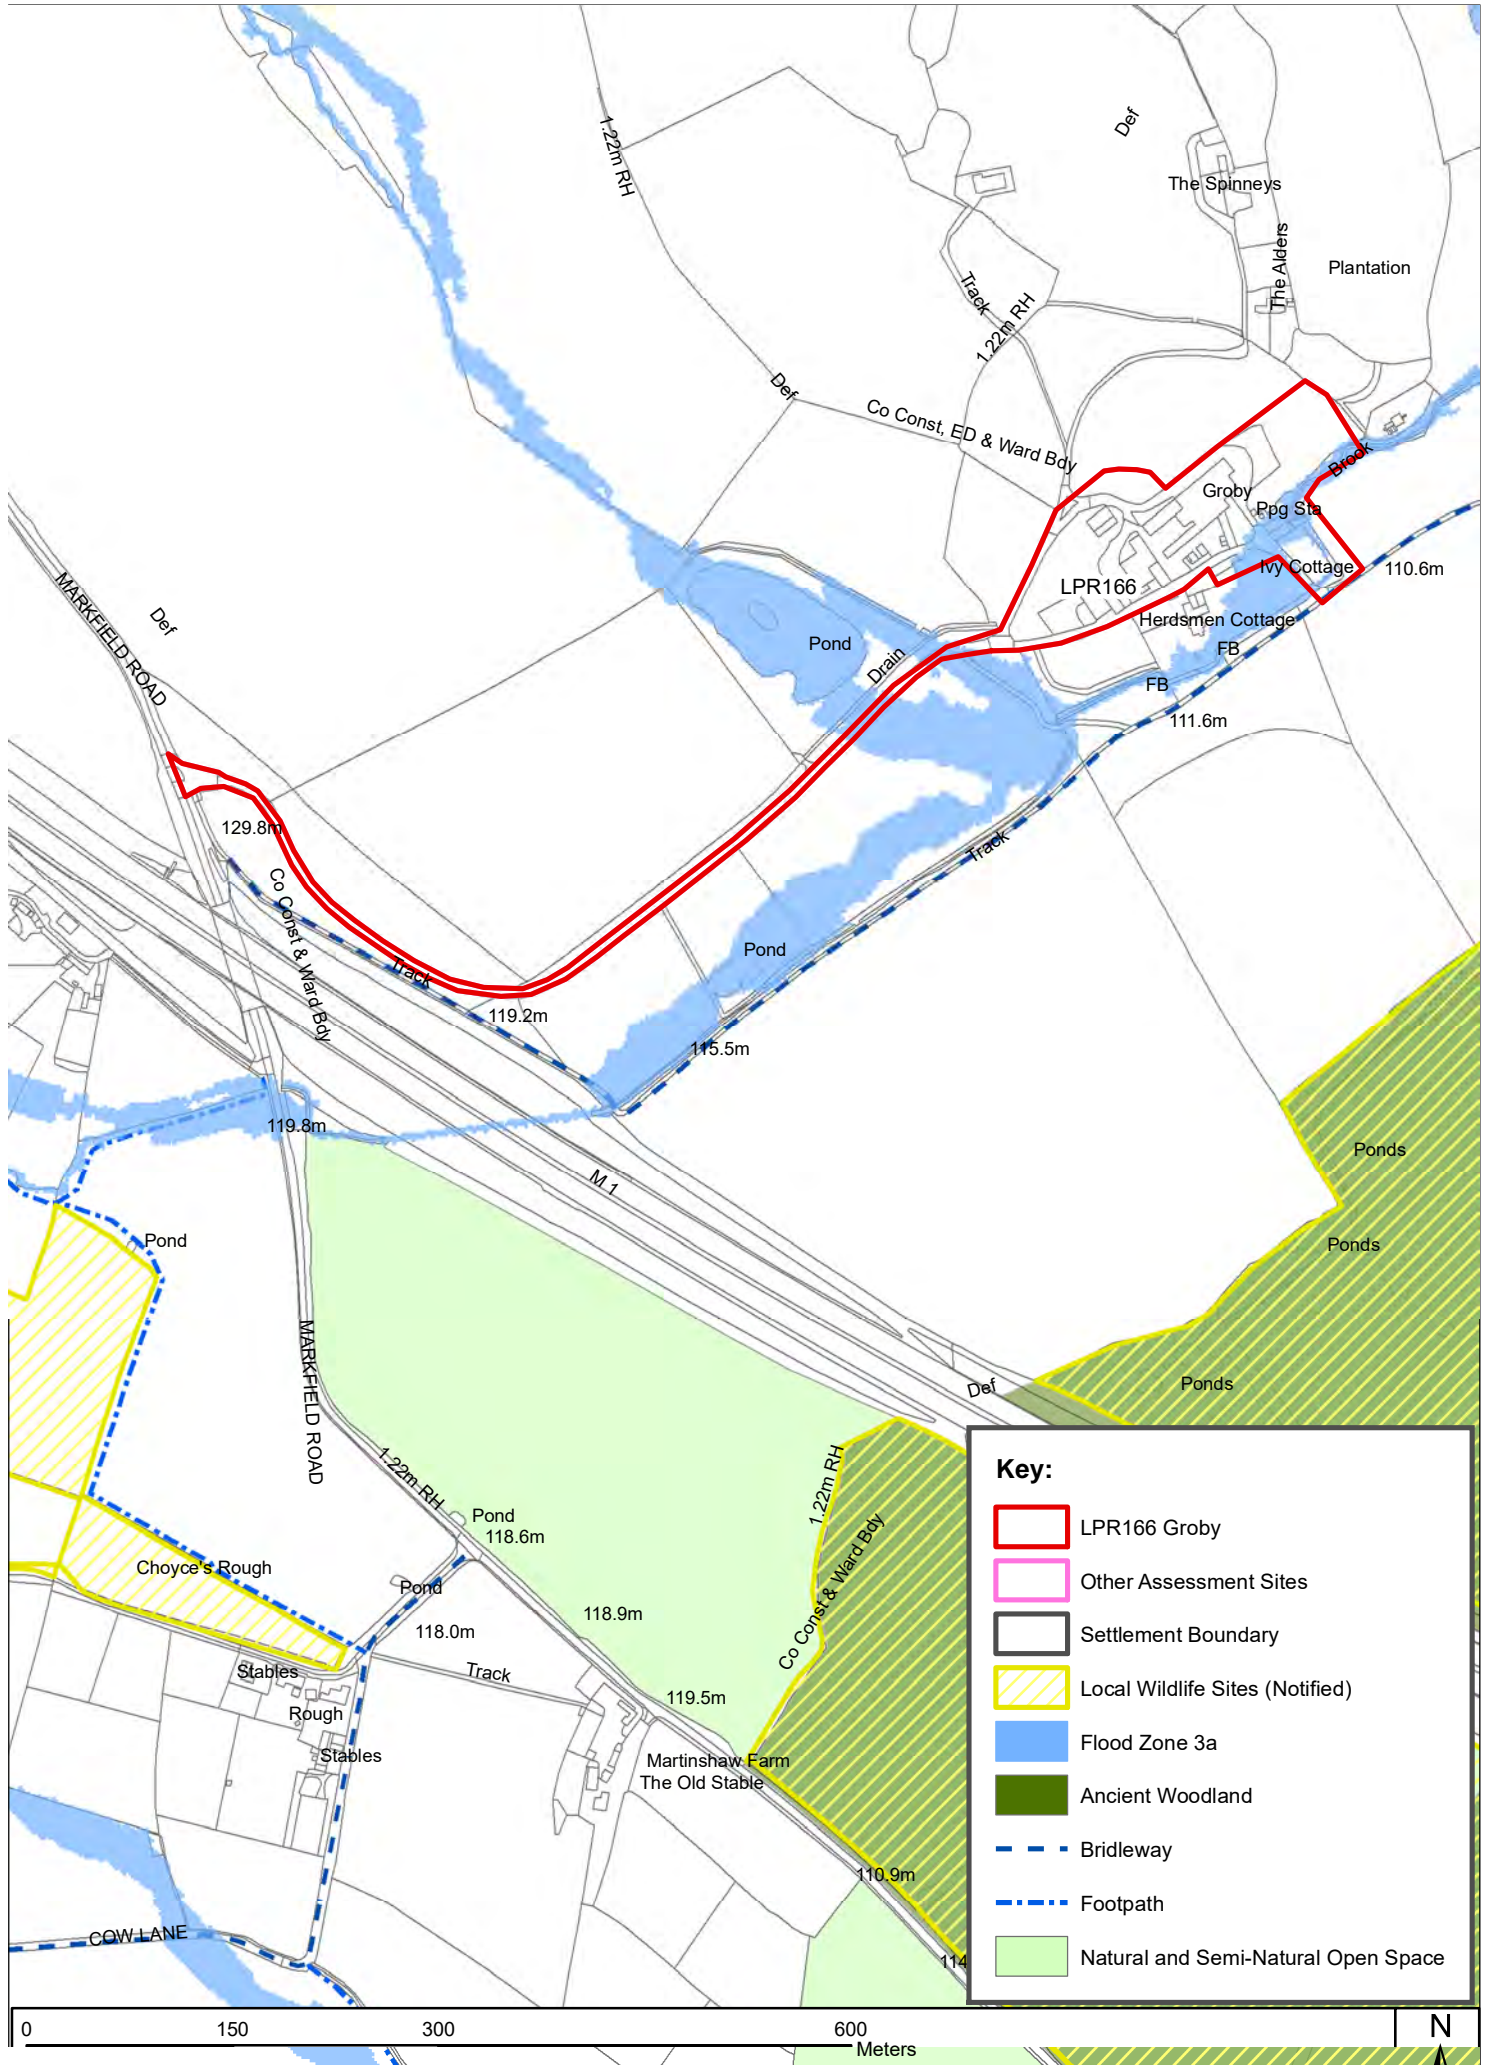 Def
1.22m RH
The Spinneys
The Alders
Plantation
Track
1.22m RH
Def
Co Const, ED & Ward Bdy
Brook
Groby
Ppg Sta
Ivy Cottage
110.6m
LPR166
Herdsmen Cottage
FB
FB
111.6m
MARKFIELD ROAD
Def
Pond
Drain
129.8m
Co Const & Ward Bdy
Track
Track
Pond
119.2m
115.5m
119.8m
M 1
Ponds
Ponds
Ponds
Pond
MARKFIELD ROAD
Def
1.22m RH
1.22m RH
Pond
118.6m
Choyce's Rough
Pond
Co Const & Ward Bdy
118.9m
118.0m
Stables
Track
119.5m
Rough
Stables
Martinshaw Farm
The Old Stable
110.9m
COW LANE
114
Key:
LPR166 Groby
Other Assessment Sites
Settlement Boundary
Local Wildlife Sites (Notified)
Flood Zone 3a
Ancient Woodland
Bridleway
Footpath
Natural and Semi-Natural Open Space
0 150 300 600
Meters
N